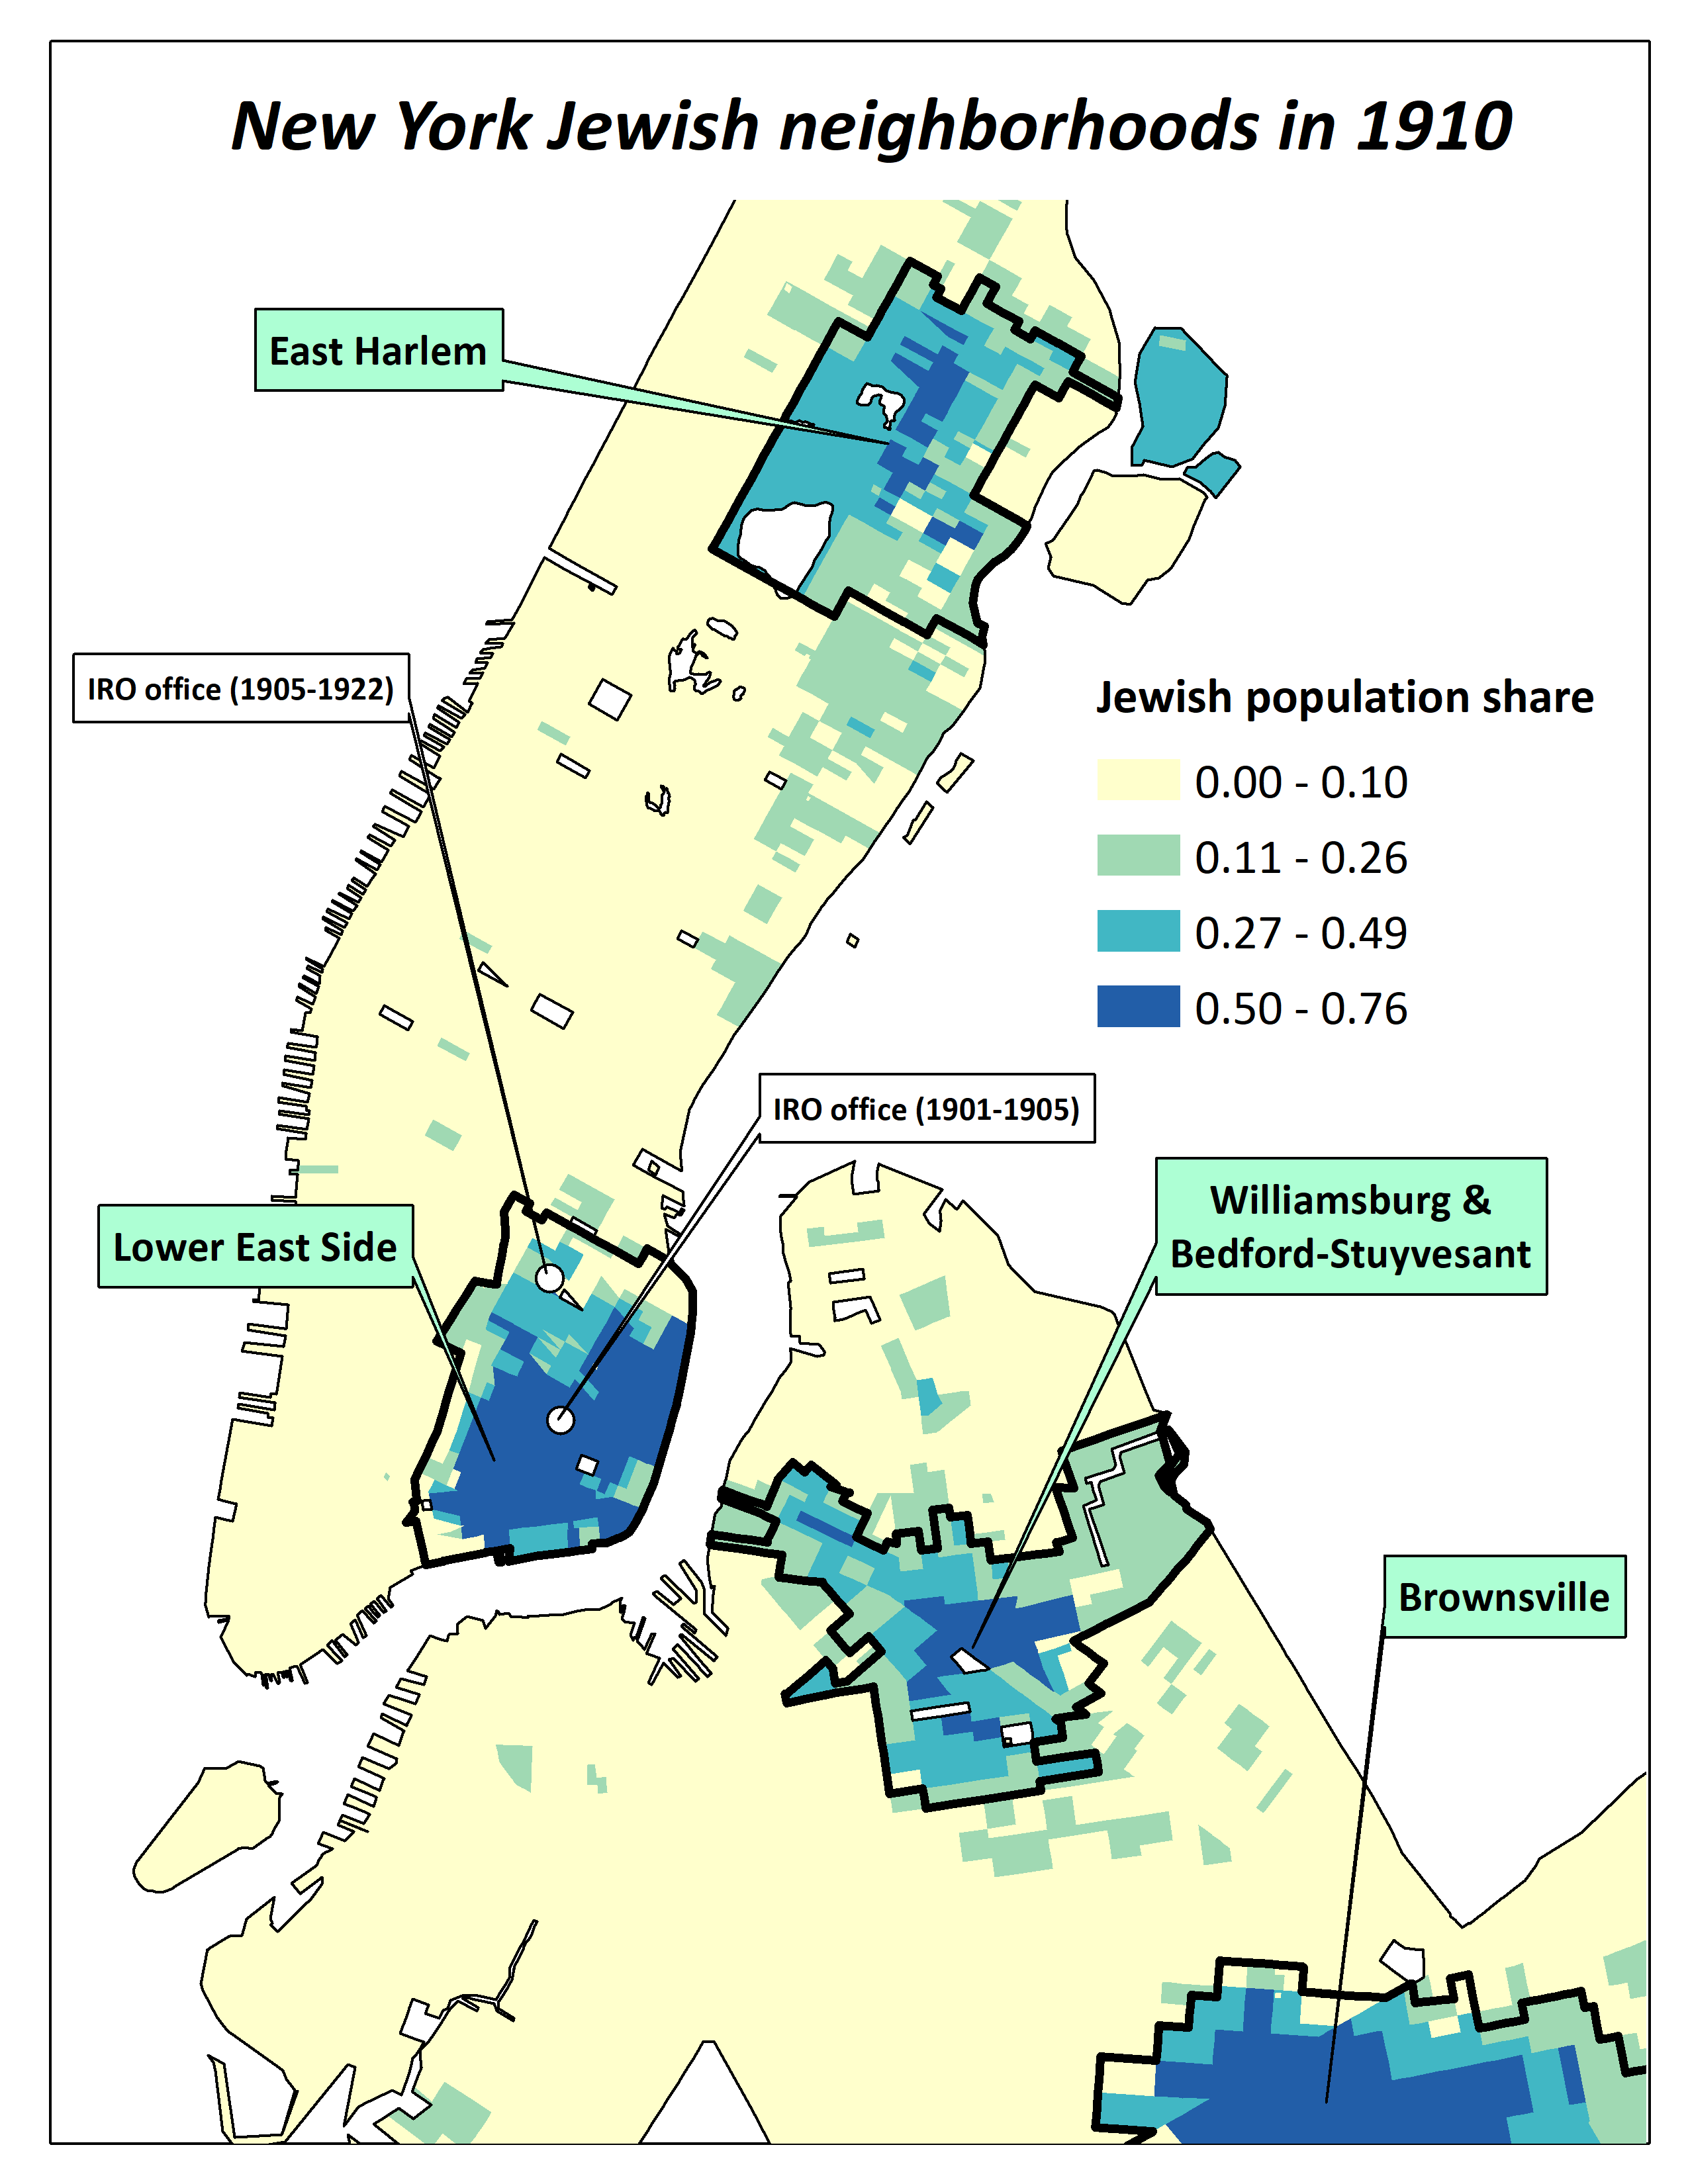 New York Jewish neighborhoods in 1910
East Harlem
IRO office (1905-1922)
Jewish population share
0.00 - 0.10
0.11 - 0.26
0.27 - 0.49
0.50 - 0.76
IRO office (1901-1905)
Williamsburg &
Bedford-Stuyvesant
Lower East Side
Brownsville